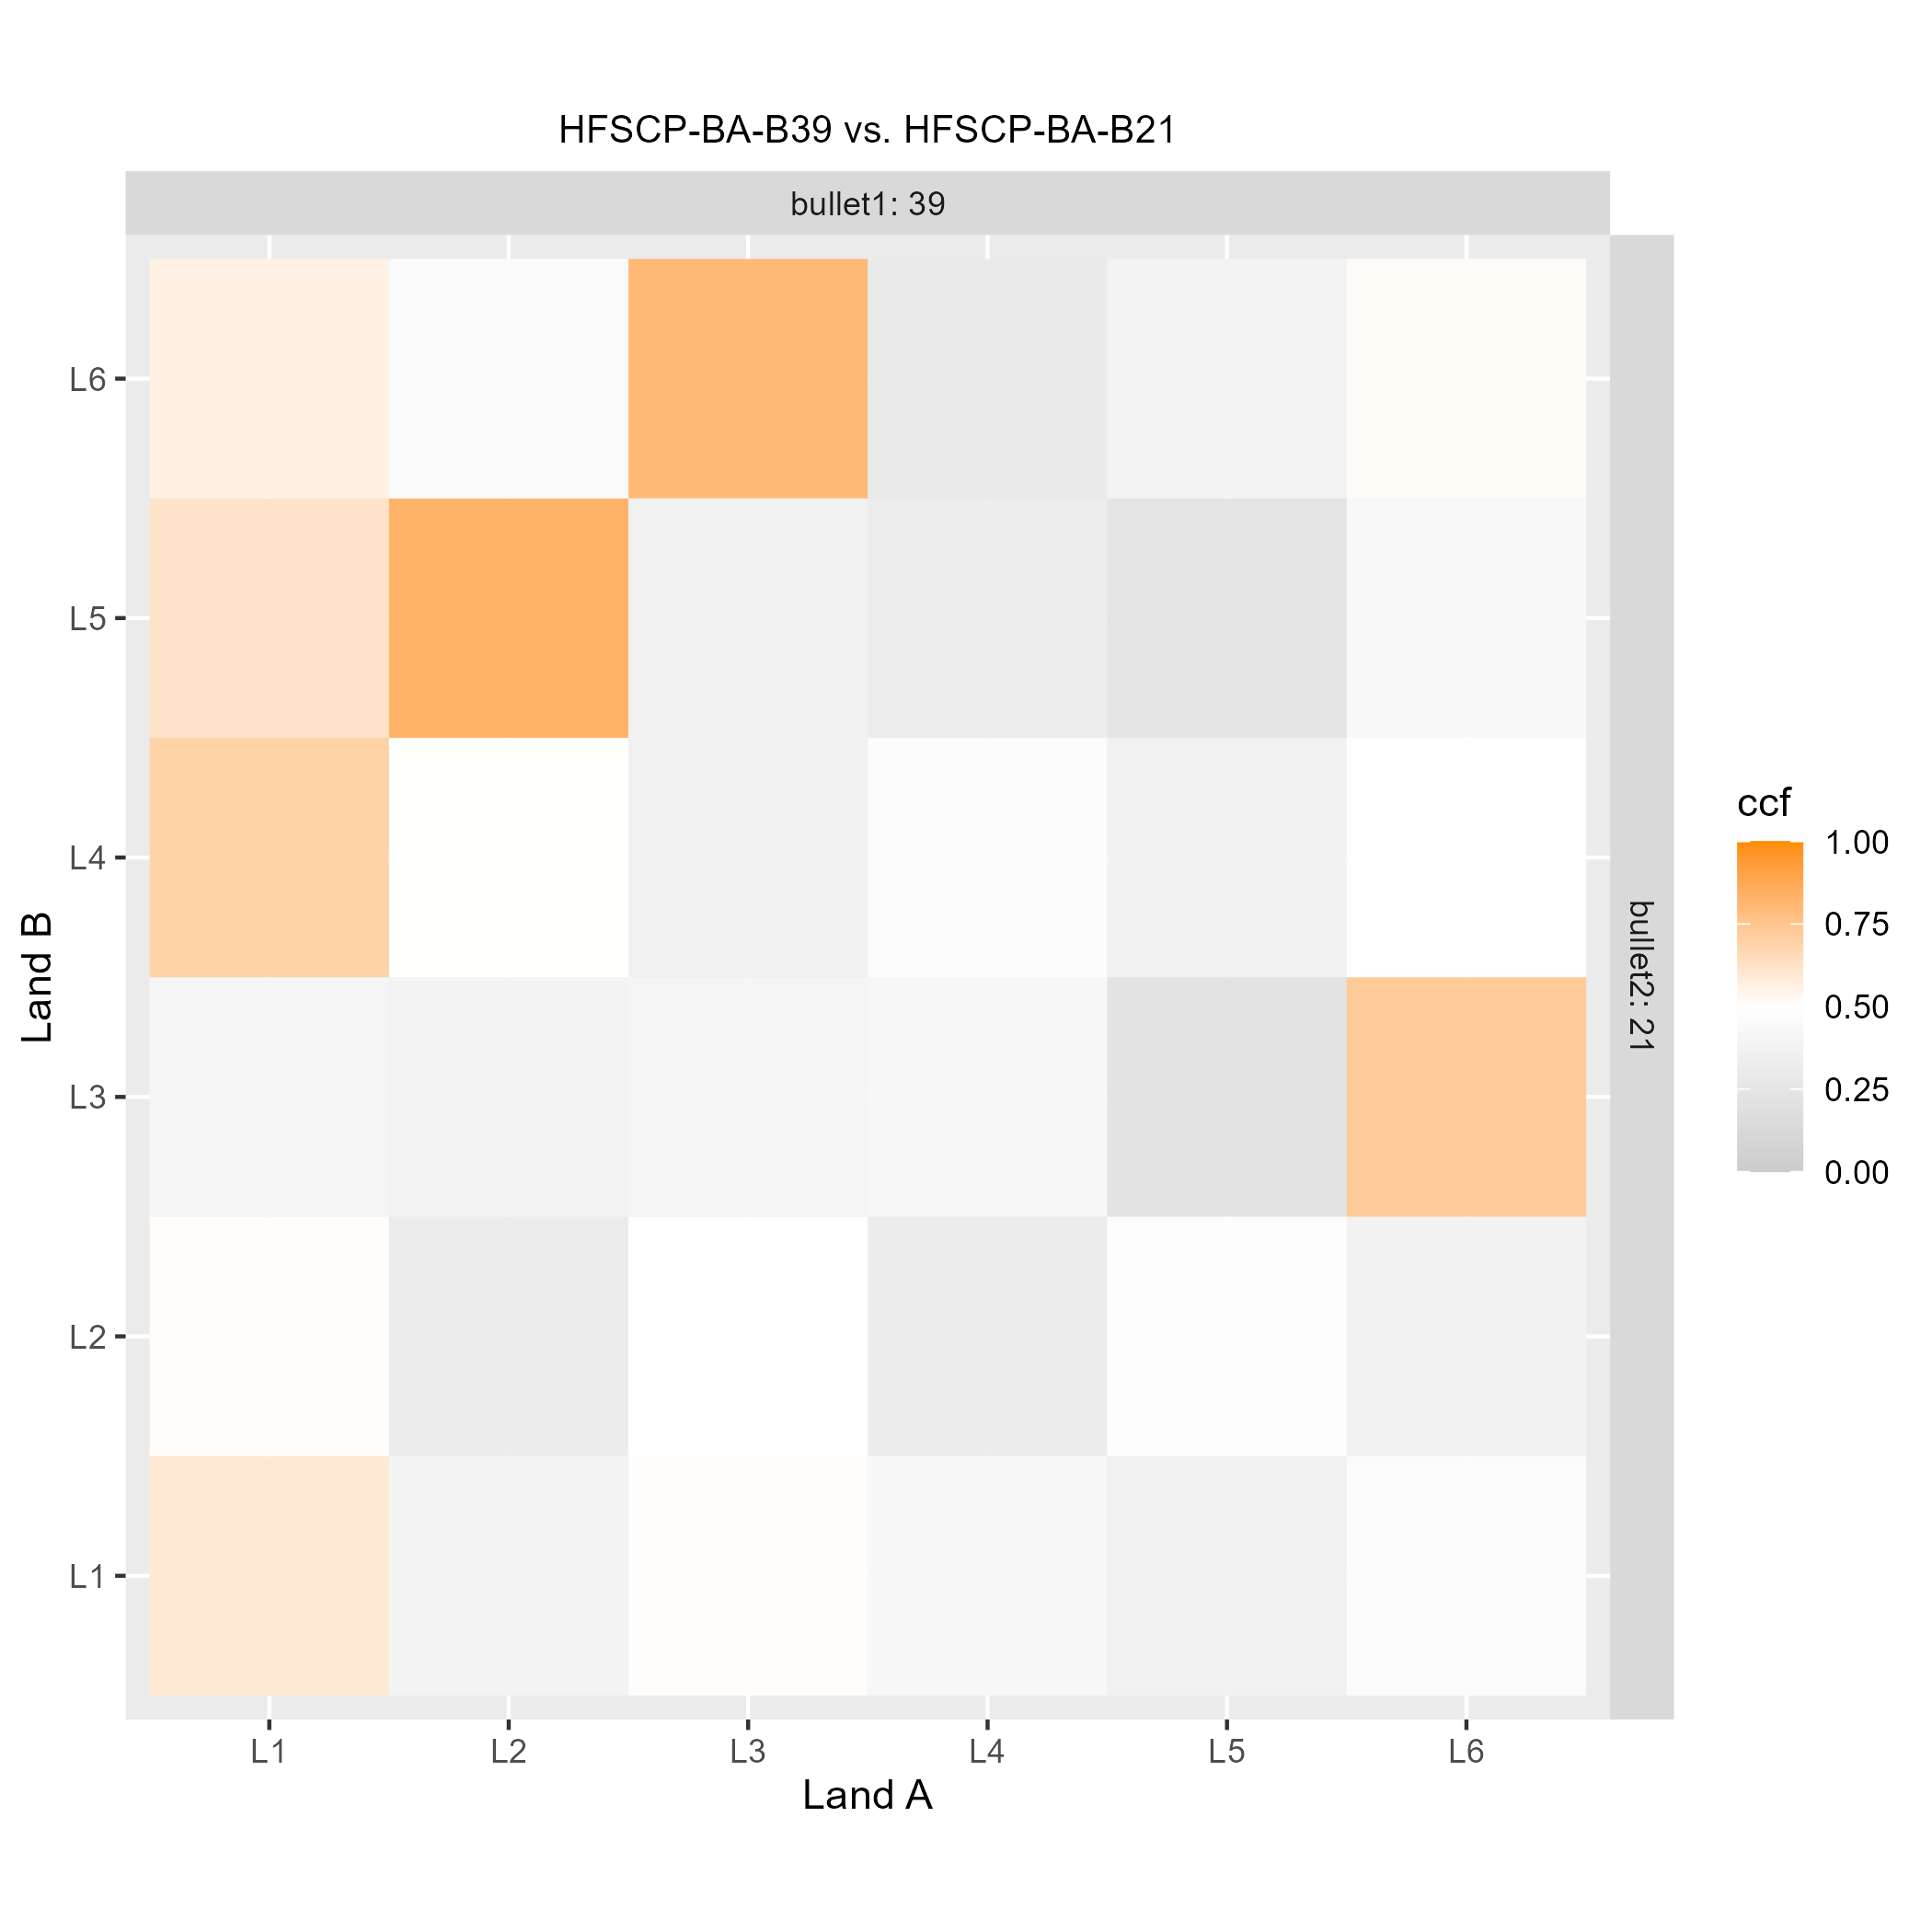 HFSCP-BA-B39 vs. HFSCP-BA-B21
bullet1: 39
L6
L5
L4
L3
L2
L1
Land B
bullet2: 21
L1 L2 L3 L4 L5 L6
Land A
ccf
1.00
0.75
0.50
0.25
0.00